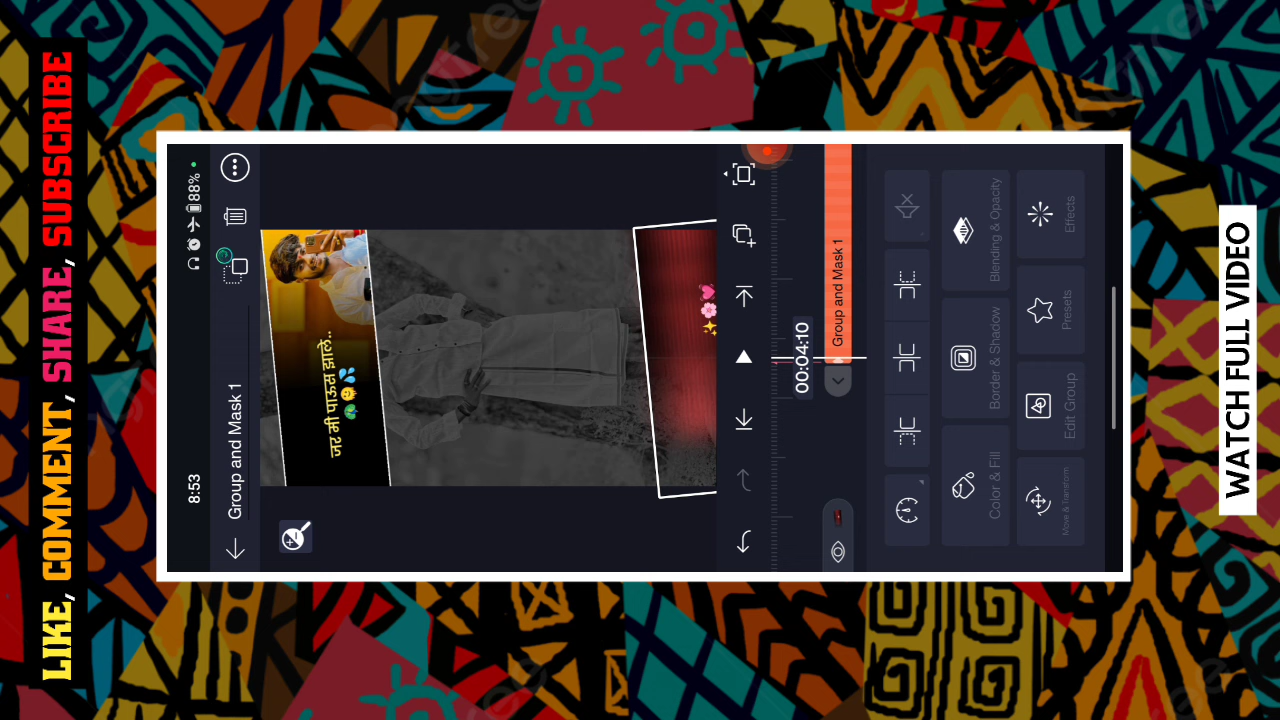 LIKE, COMMENT, SHARE, SUBSCRIBE
8:53
88%
Group and Mask 1
जर मी पाऊस झाले..
00:04:10
Group and Mask 1
Color & Fill
Border & Shadow
Blending & Opacity
Move & Transform
Edit Group
Presets
Effects
WATCH FULL VIDEO